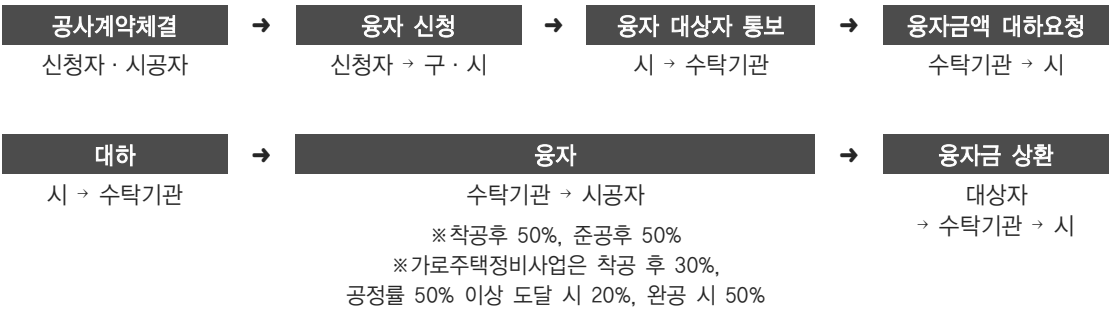 공사계약체결 → 융자 신청 → 융자 대상자 통보 → 융자금액 대하요청
신청자 · 시공자 신청자 → 구 · 시 시 → 수탁기관 수탁기관 → 시
대하 → 융자 → 융자금 상환
시 → 수탁기관 수탁기관 → 시공자 대상자
→ 수탁기관 → 시
※착공후 50%, 준공후 50%
※가로주택정비사업은 착공 후 30%,
공정률 50% 이상 도달 시 20%, 완공 시 50%